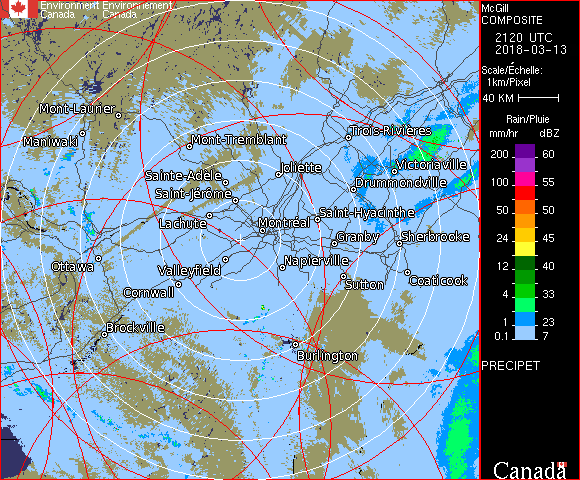 Environment Environnement
Canada Canada
Mont-Laurier
Maniwaki
Mont-Tremblant
Trois-Rivières
Sainte-Adèle
Joliette
Victoriaville
Saint-Jérôme
Drummondville
Lachute
Montréal
Saint-Hyacinthe
Granby
Sherbrooke
Ottawa
Valleyfield
Napierville
Cornwall
Sutton
Coaticook
Brockville
Burlington
McGill
COMPOSITE
2120 UTC
2018-03-13
Scale/Échelle:
1km/Pixel
40 KM
Rain/Pluie
mm/hr dBZ
200 60
100 55
50 50
24 45
12 40
4 33
1 23
0.1 7
PRECIPET
Canada